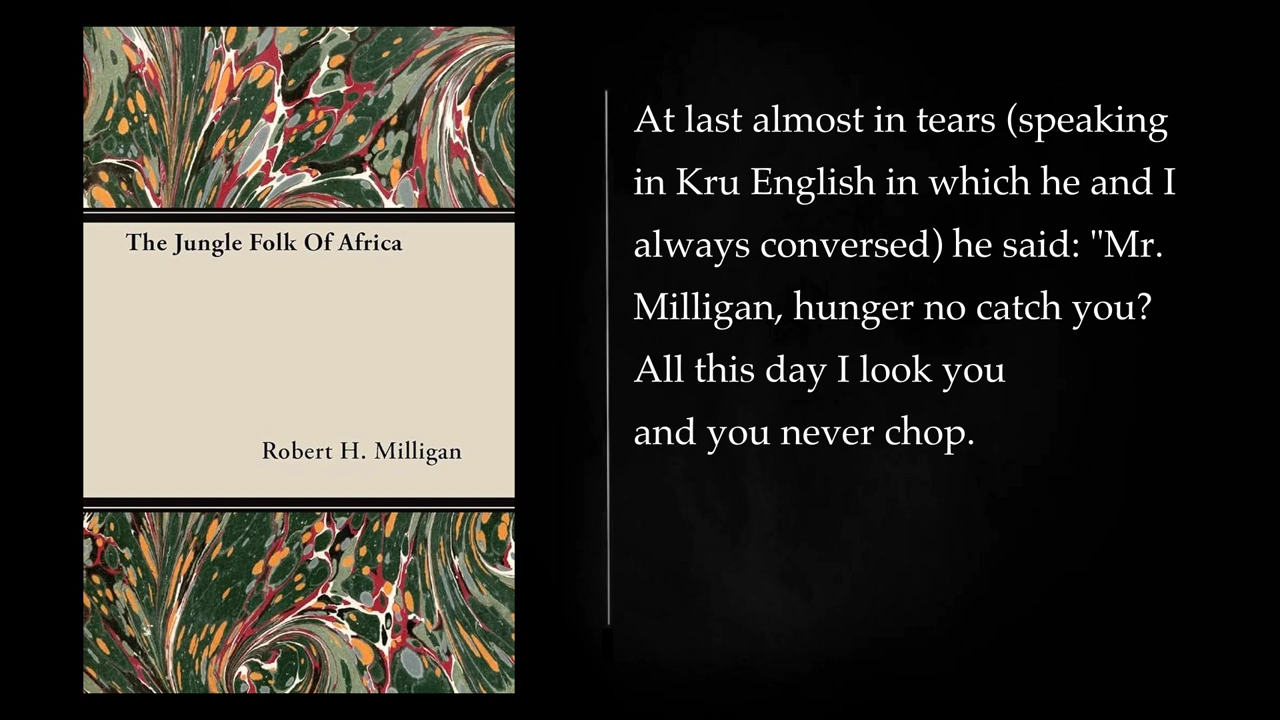 The Jungle Folk Of Africa
Robert H. Milligan
At last almost in tears (speaking
in Kru English in which he and I
always conversed) he said: "Mr.
Milligan, hunger no catch you?
All this day I look you
and you never chop.